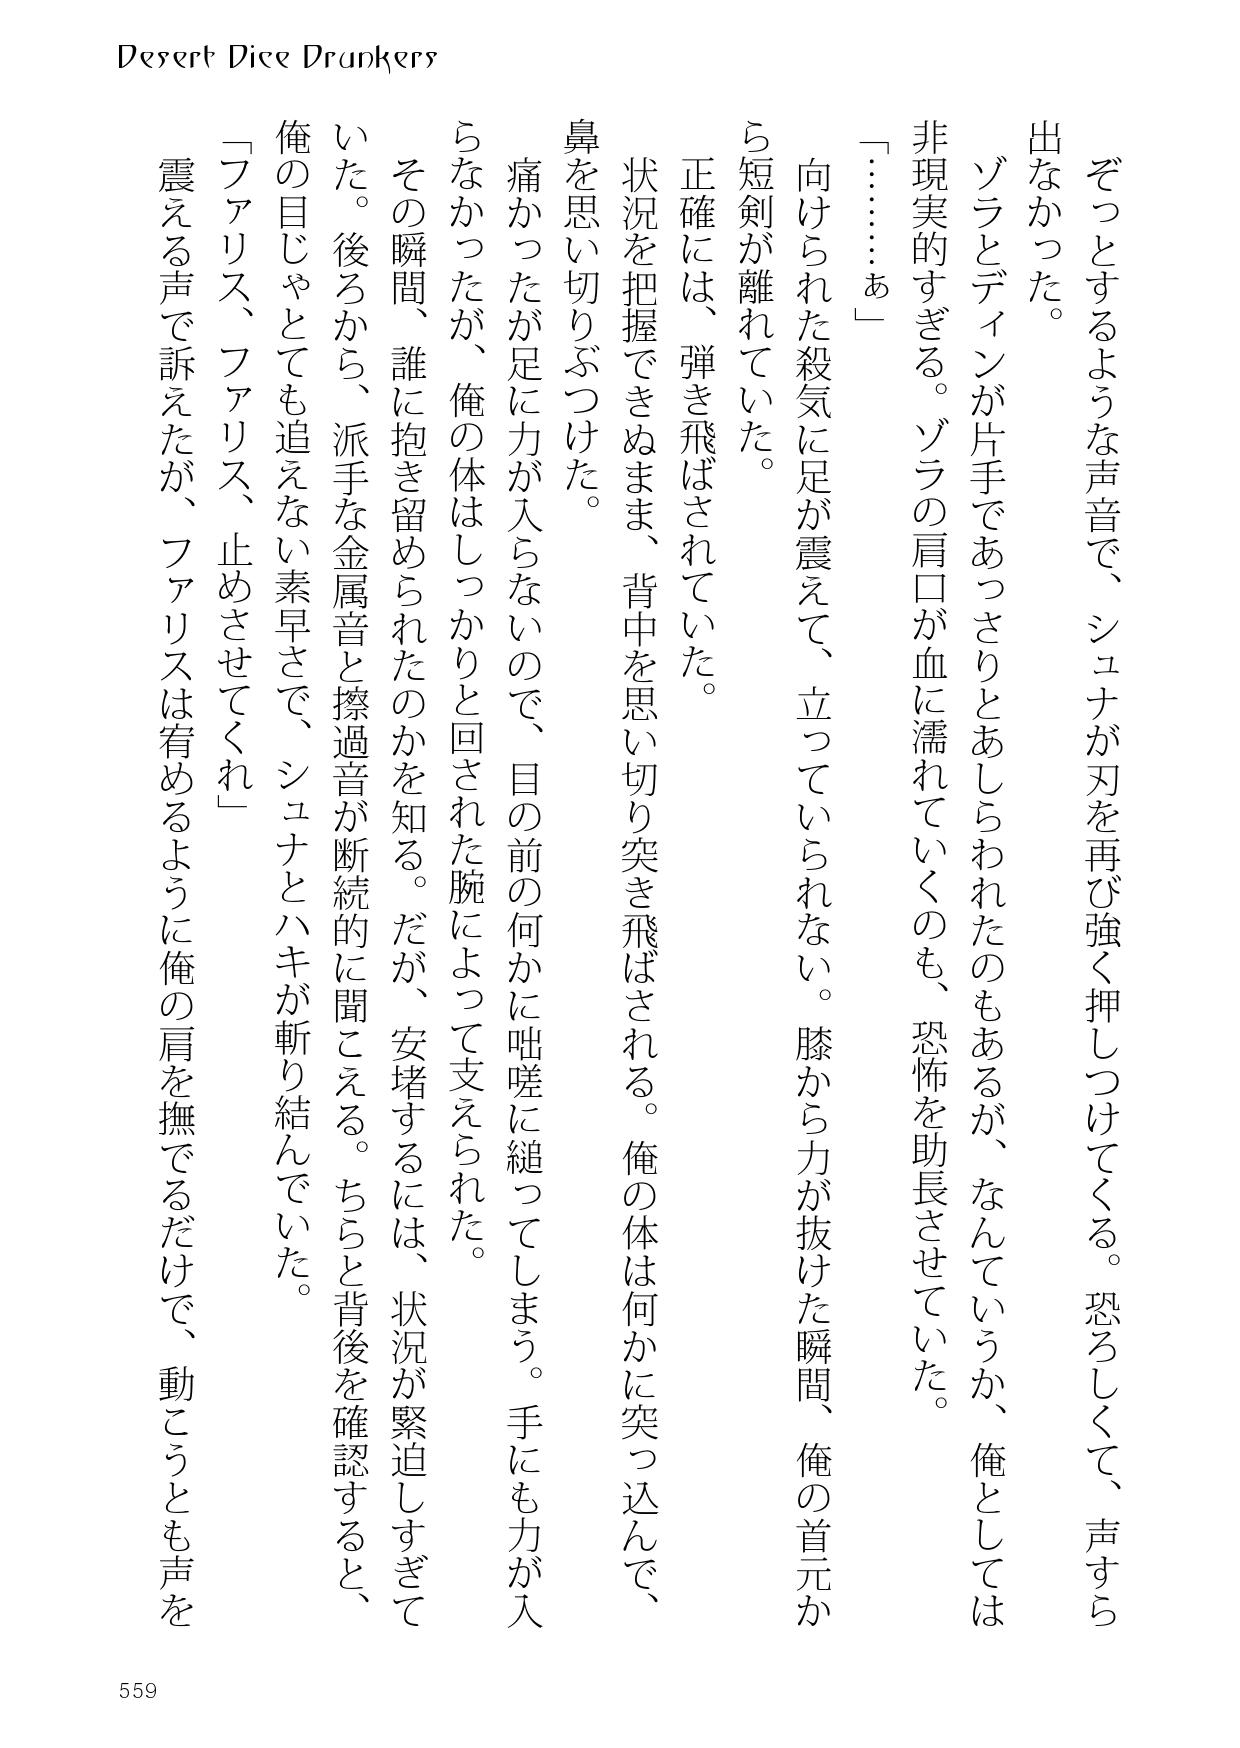 Desert Dice Drunkers
ぞっとするような声音で、シュナが刃を再び強く押しつけてくる。恐ろしくて、声すら
出なかった。
ゾラとディンが片手であっさりとあしらわれたのもあるが、なんていうか、俺としては
非現実的すぎる。ゾラの肩口が血に濡れていくのも、恐怖を助長させていた。
「………あ」
向けられた殺気に足が震えて、立っていられない。膝から力が抜けた瞬間、俺の首元か
ら短剣が離れていた。
正確には、弾き飛ばされていた。
状況を把握できぬまま、背中を思い切り突き飛ばされる。俺の体は何かに突っ込んで、
鼻を思い切りぶつけた。
痛かったが足に力が入らないので、目の前の何かに咄嗟に縋ってしまう。手にも力が入
らなかったが、俺の体はしっかりと回された腕によって支えられた。
その瞬間、誰に抱き留められたのかを知る。だが、安堵するには、状況が緊迫しすぎて
いた。後ろから、派手な金属音と擦過音が断続的に聞こえる。ちらと背後を確認すると、
俺の目じゃとても追えない素早さで、シュナとハキが斬り結んでいた。
「ファリス、ファリス、止めさせてくれ」
震える声で訴えたが、ファリスは宥めるように俺の肩を撫でるだけで、動こうとも声を
559